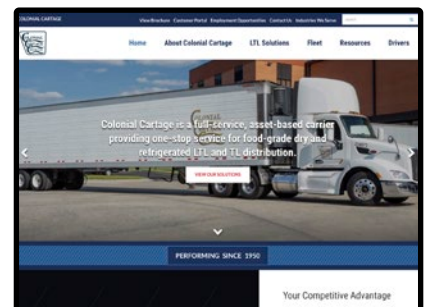 COLONIAL CARTAGE
View Brochure Customer Portal Employment Opportunities Contact Us Industries We Serve
Home About Colonial Cartage LTL Solutions Fleet Resources Drivers
Colonial Cartage is a full-service, asset-based carrier
providing one-stop service for food-grade dry and
refrigerated LTL and TL distribution.
VIEW OUR SOLUTIONS
PERFORMING SINCE 1950
Your Competitive Advantage